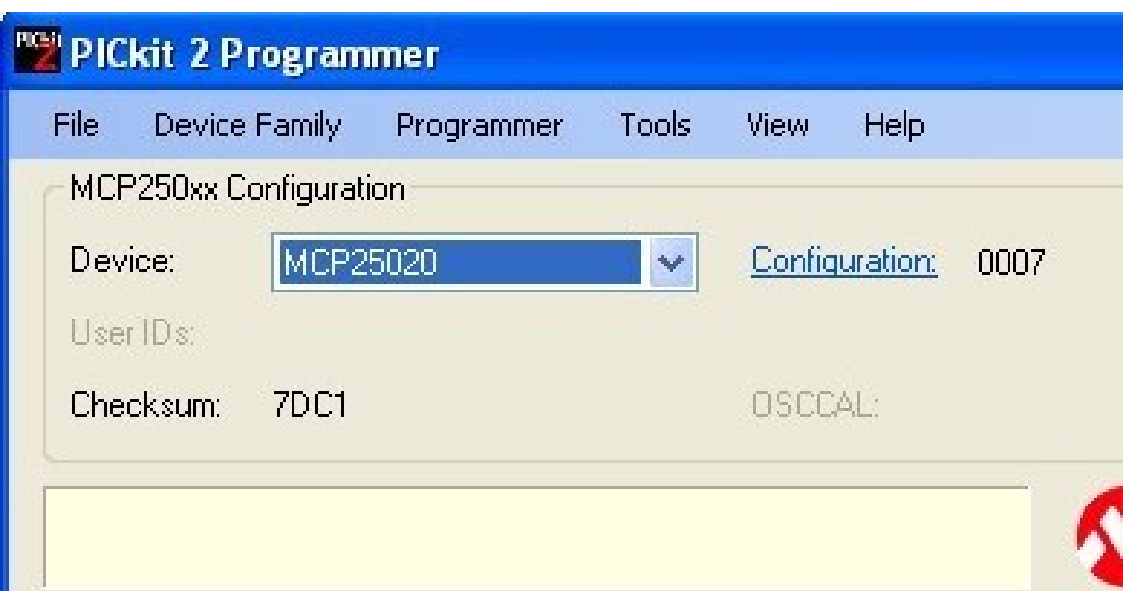 PICkit 2 Programmer
File Device Family Programmer Tools View Help
MCP250xx Configuration
Device: MCP25020 Configuration: 0007
User IDs:
Checksum: 7DC1 OSCCAL: